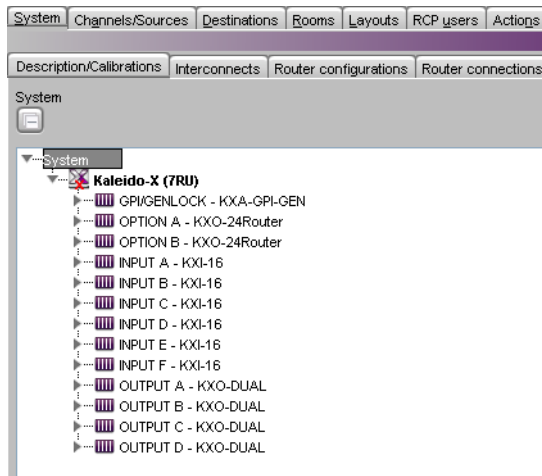 System Channels/Sources Destinations Rooms Layouts RCP users Actions
Description/Calibrations Interconnects Router configurations Router connections
System
System
Kaleido-X (7RU)
GPI/GENLOCK - KXA-GPI-GEN
OPTION A - KXO-24Router
OPTION B - KXO-24Router
INPUT A - KXI-16
INPUT B - KXI-16
INPUT C - KXI-16
INPUT D - KXI-16
INPUT E - KXI-16
INPUT F - KXI-16
OUTPUT A - KXO-DUAL
OUTPUT B - KXO-DUAL
OUTPUT C - KXO-DUAL
OUTPUT D - KXO-DUAL